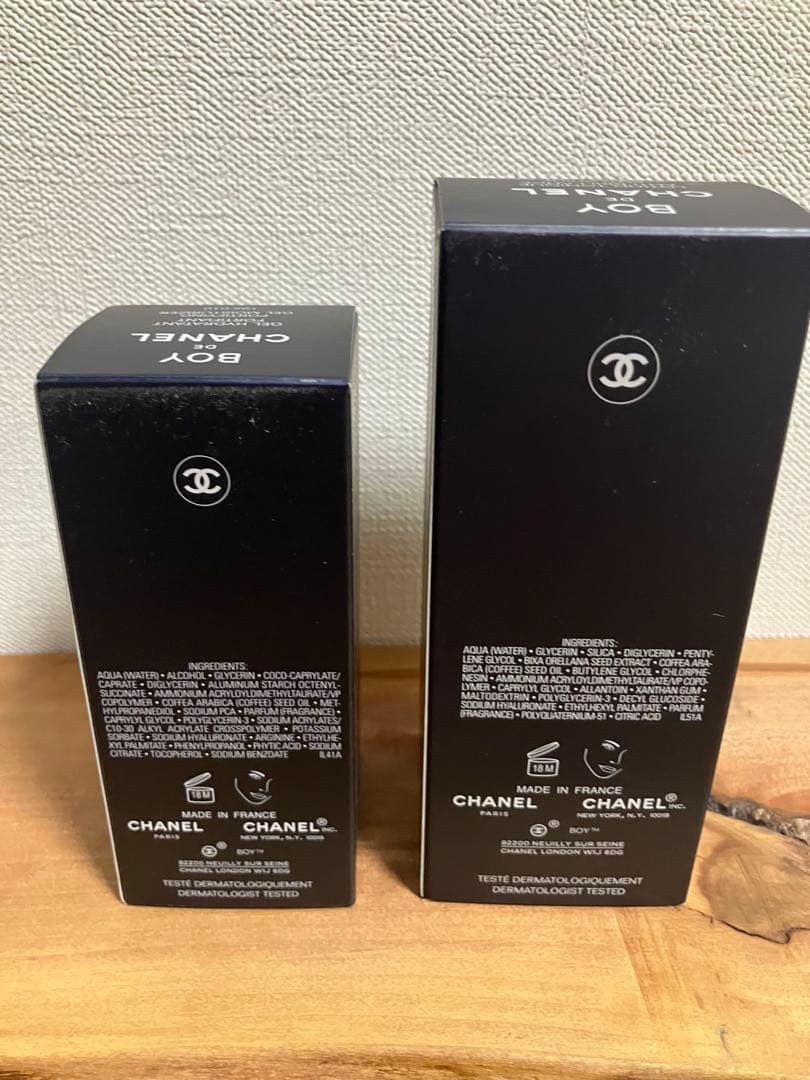 BOY
DE
CHANEL
GEL HYDRATANT
FORTIFIANT
FORTIFYING
GEL MOISTURIZER
INGREDIENTS:
AQUA (WATER) • ALCOHOL • GLYCERIN • COCO-CAPRYLATE/
CAPRATE • DIGLYCERIN • ALUMINUM STARCH OCTENYL-
SUCCINATE • AMMONIUM ACRYLOYLDIMETHYLTAURATE/VP
COPOLYMER • COFFEA ARABICA (COFFEE) SEED OIL • MET-
HYLPROPANEDIOL • SODIUM PCA • PARFUM (FRAGRANCE) •
CAPRYLYL GLYCOL • POLYGLYCERIN-3 • SODIUM ACRYLATES/
C10-30 ALKYL ACRYLATE CROSSPOLYMER • POTASSIUM
SORBATE • SODIUM HYALURONATE • ARGININE • ETHYLHE-
XYL PALMITATE • PHENYLPROPANOL • PHYTIC ACID • SODIUM
CITRATE • TOCOPHEROL • SODIUM BENZOATE IL41A
18 M
MADE IN FRANCE
CHANEL CHANEL® INC.
PARIS NEW YORK, N.Y. 10019
® BOY™
92200 NEUILLY SUR SEINE
CHANEL LONDON W1J 6DG
TESTÉ DERMATOLOGIQUEMENT
DERMATOLOGIST TESTED
BOY
DE
CHANEL
INGREDIENTS:
AQUA (WATER) • GLYCERIN • SILICA • DIGLYCERIN • PENTY-
LENE GLYCOL • BIXA ORELLANA SEED EXTRACT • COFFEA ARA-
BICA (COFFEE) SEED OIL • BUTYLENE GLYCOL • CHLORPHE-
NESIN • AMMONIUM ACRYLOYLDIMETHYLTAURATE/VP COPO-
LYMER • CAPRYLYL GLYCOL • ALLANTOIN • XANTHAN GUM •
MALTODEXTRIN • POLYGLYCERIN-3 • DECYL GLUCOSIDE •
SODIUM HYALURONATE • ETHYLHEXYL PALMITATE • PARFUM
(FRAGRANCE) • POLYQUATERNIUM-51 • CITRIC ACID IL51A
18 M
MADE IN FRANCE
CHANEL CHANEL® INC.
PARIS NEW YORK, N.Y. 10019
® BOY™
92200 NEUILLY SUR SEINE
CHANEL LONDON W1J 6DG
TESTÉ DERMATOLOGIQUEMENT
DERMATOLOGIST TESTED